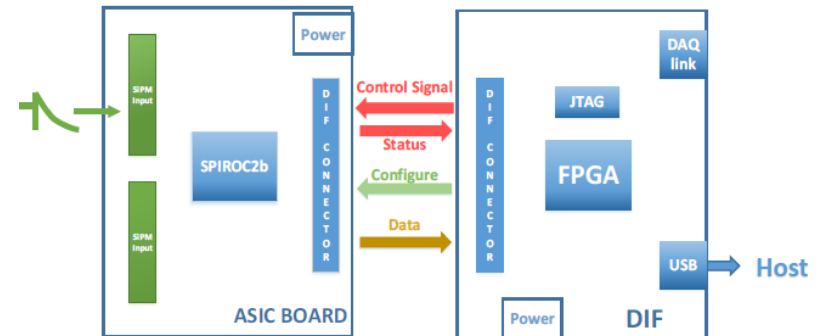 Power
SiPM
Input
SPIROC2b
SiPM
Input
D
I
F
C
O
N
N
E
C
T
O
R
ASIC BOARD
Control Signal
Status
Configure
Data
D
I
F
C
O
N
N
E
C
T
O
R
DAQ
link
JTAG
FPGA
USB
Host
Power
DIF